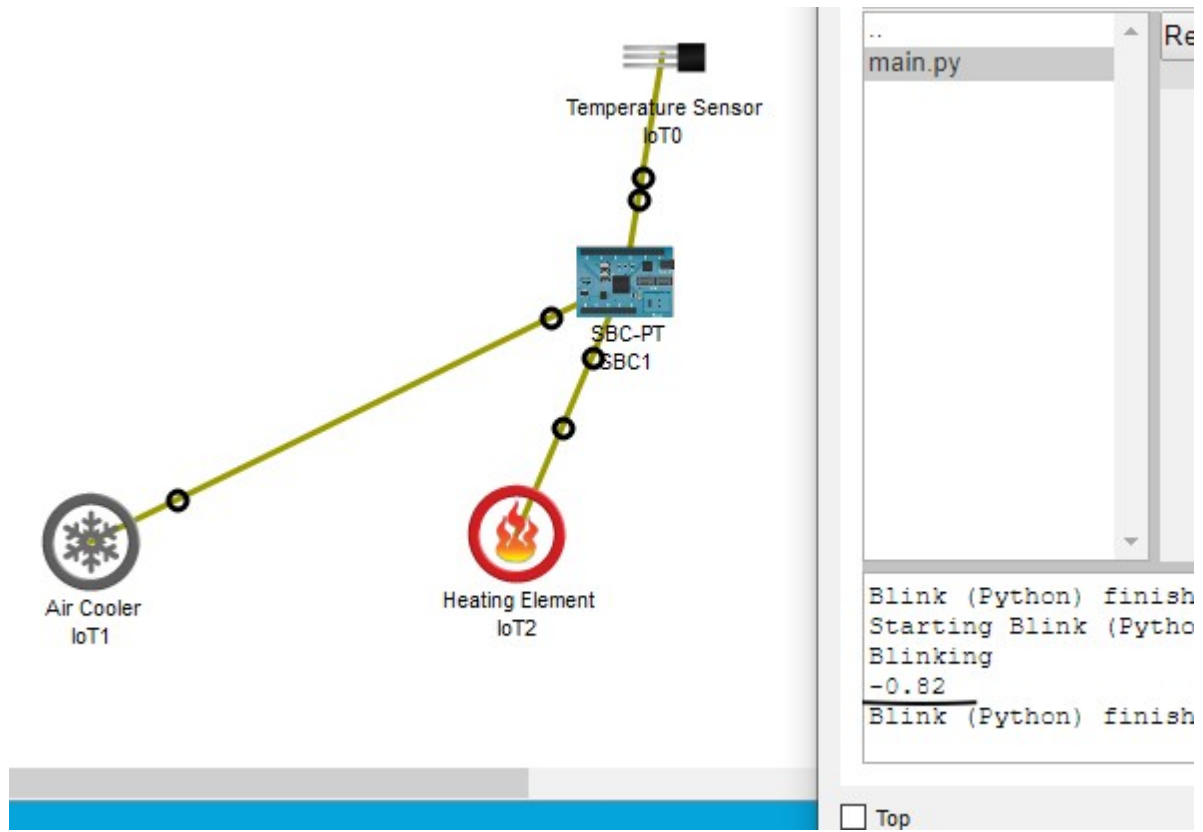 Temperature Sensor
IoT0
SBC-PT
SBC1
Air Cooler
IoT1
Heating Element
IoT2
..
main.py
Re
Blink (Python) finish
Starting Blink (Pytho
Blinking
-0.82
Blink (Python) finish
Top